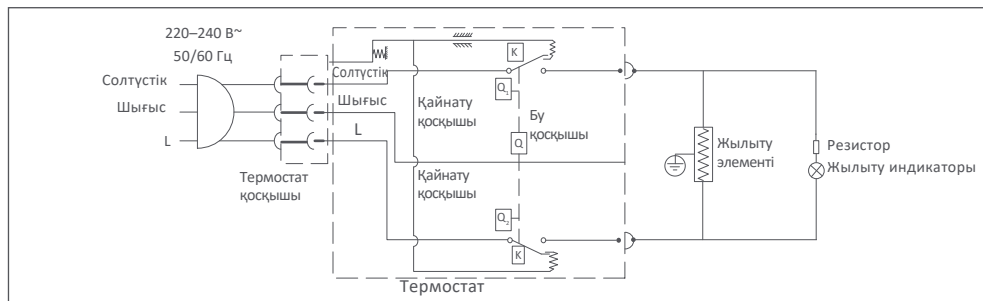 220–240 В~
50/60 Гц
Солтүстік
Шығыс
L
Термостат
қосқышы
Солтүстік
Шығыс
L
Қайнату
қосқышы
Қайнату
қосқышы
K
Q₁
Бу
қосқышы
Q
Q₂
K
Термостат
Жылыту
элементі
Резистор
Жылыту индикаторы